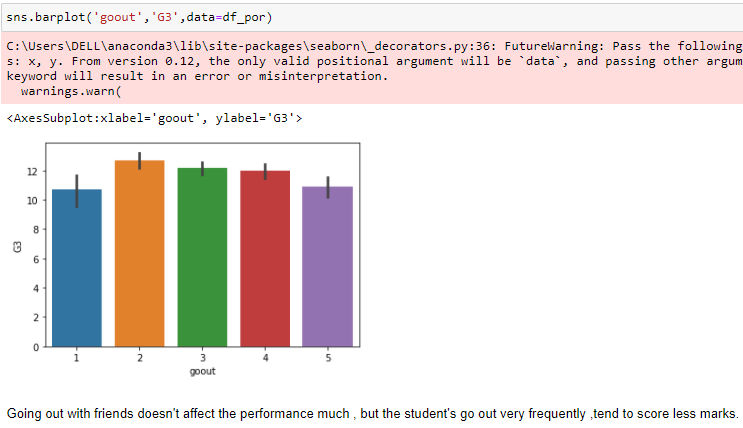 sns.barplot('goout','G3',data=df_por)
C:\Users\DELL\anaconda3\lib\site-packages\seaborn\_decorators.py:36: FutureWarning: Pass the following
s: x, y. From version 0.12, the only valid positional argument will be `data`, and passing other argum
keyword will result in an error or misinterpretation.
warnings.warn(
<AxesSubplot:xlabel='goout', ylabel='G3'>
12
10
8
6
4
2
0
G3
1 2 3 4 5
goout
Going out with friends doesn't affect the performance much , but the student's go out very frequently ,tend to score less marks.